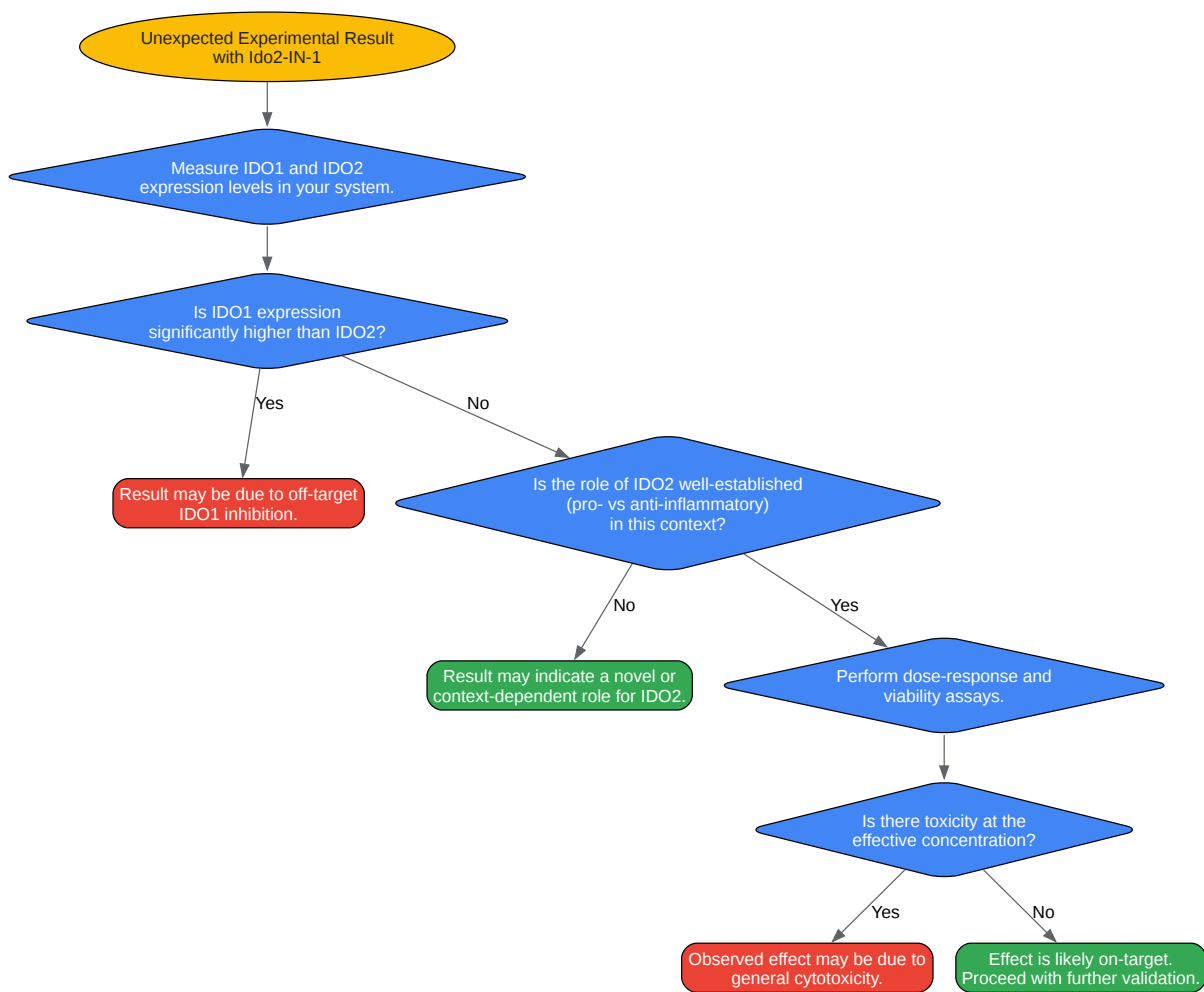 Unexpected Experimental Result
with Ido2-IN-1
Measure IDO1 and IDO2
expression levels in your system.
Is IDO1 expression
significantly higher than IDO2?
Yes
No
Result may be due to off-target
IDO1 inhibition.
Is the role of IDO2 well-established
(pro- vs anti-inflammatory)
in this context?
No
Yes
Result may indicate a novel or
context-dependent role for IDO2.
Perform dose-response and
viability assays.
Is there toxicity at the
effective concentration?
Yes
No
Observed effect may be due to
general cytotoxicity.
Effect is likely on-target.
Proceed with further validation.